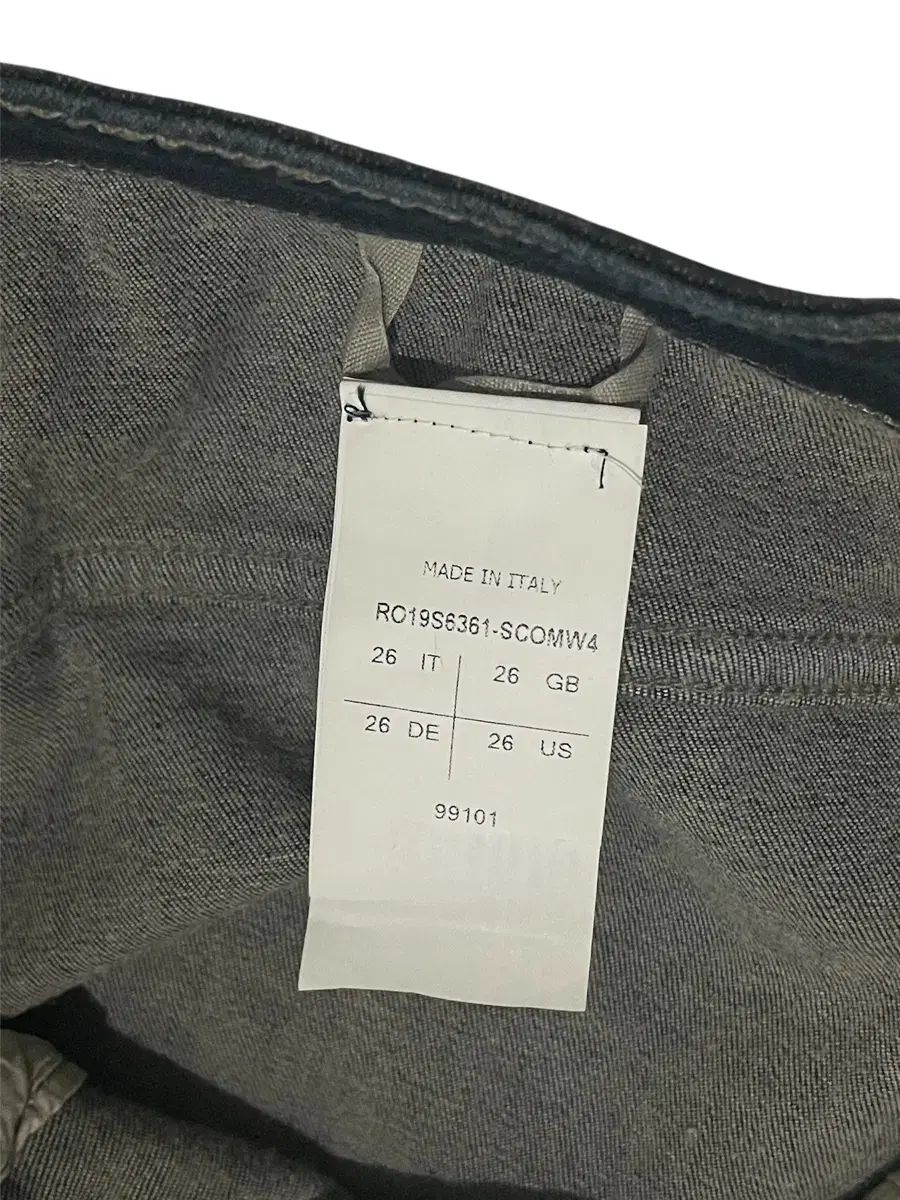 MADE IN ITALY
RO19S6361-SCOMW4
26 IT 26 GB
26 DE 26 US
99101